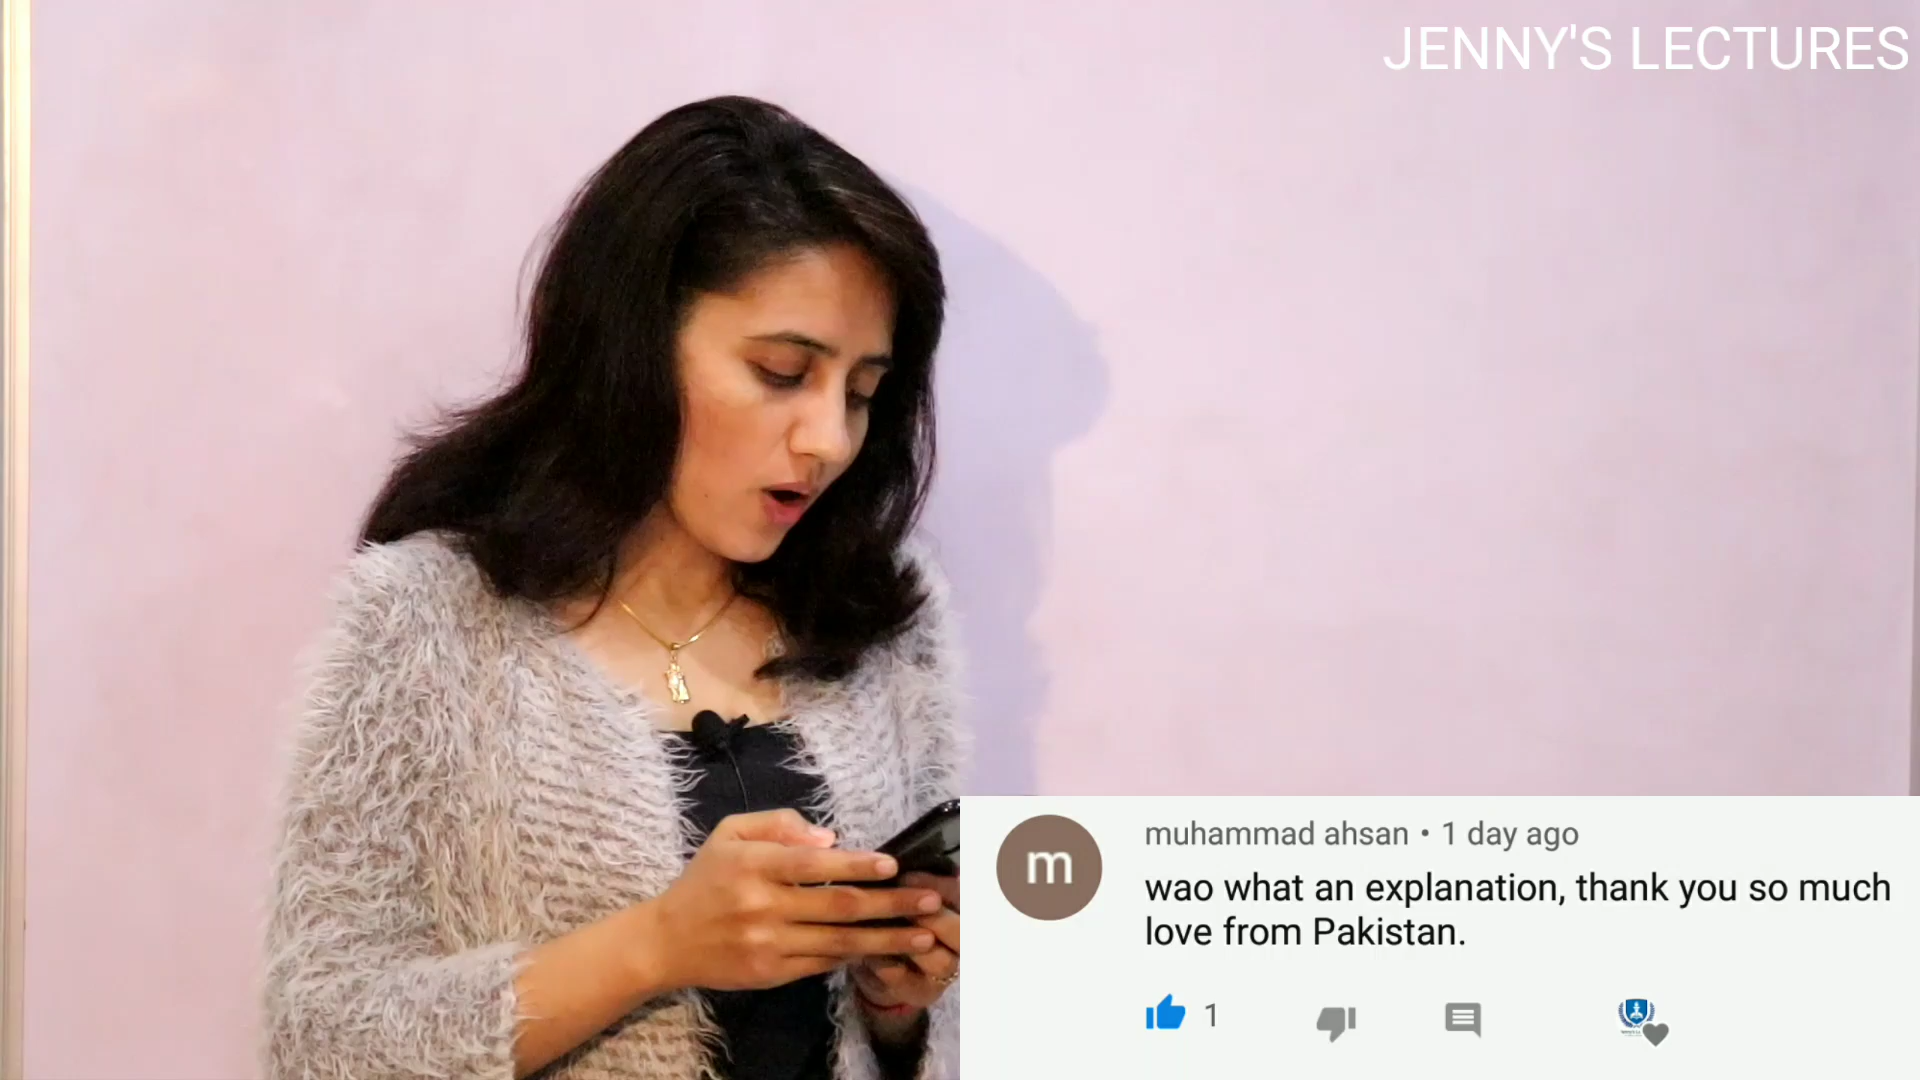 JENNY'S LECTURES
m
muhammad ahsan • 1 day ago
wao what an explanation, thank you so much
love from Pakistan.
1